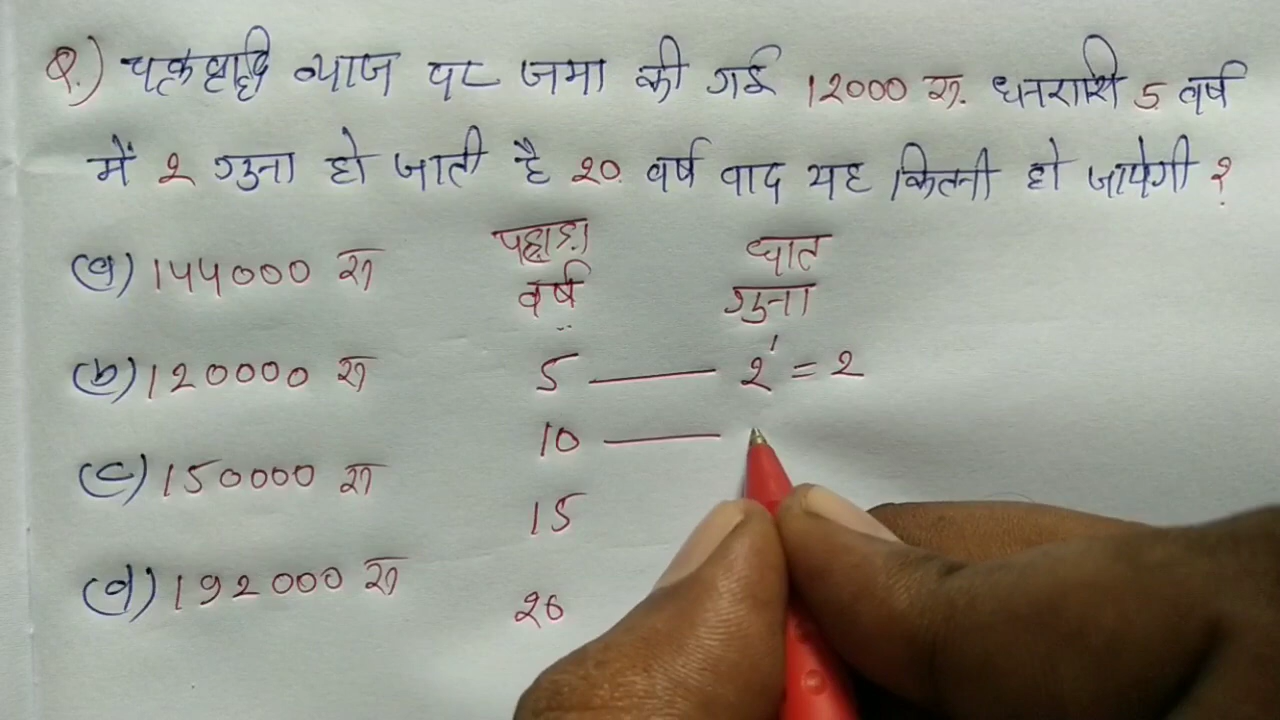 Q.) चक्रवृद्धि व्याज पर जमा की गई 12000 रु. धनराशि 5 वर्ष
में 2 गुना हो जाती है 20 वर्ष वाद यह कितनी हो जायेगी ?
(a) 144000 रु
(b) 120000 रु
(c) 150000 रु
(d) 192000 रु
पहाड़ा घात
वर्ष गुना
5 — 2¹ = 2
10 —
15
20